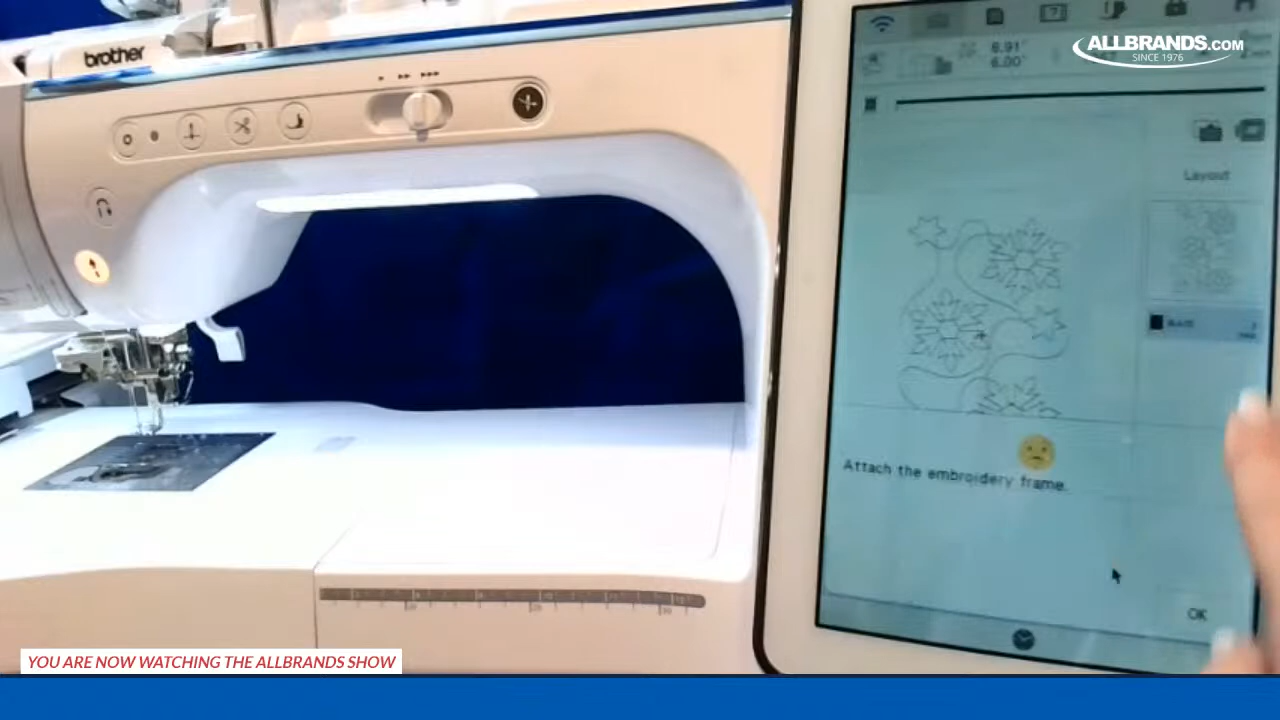 brother
ALLBRANDS.COM
SINCE 1976
6.91"
6.00"
Layout
Attach the embroidery frame.
OK
YOU ARE NOW WATCHING THE ALLBRANDS SHOW